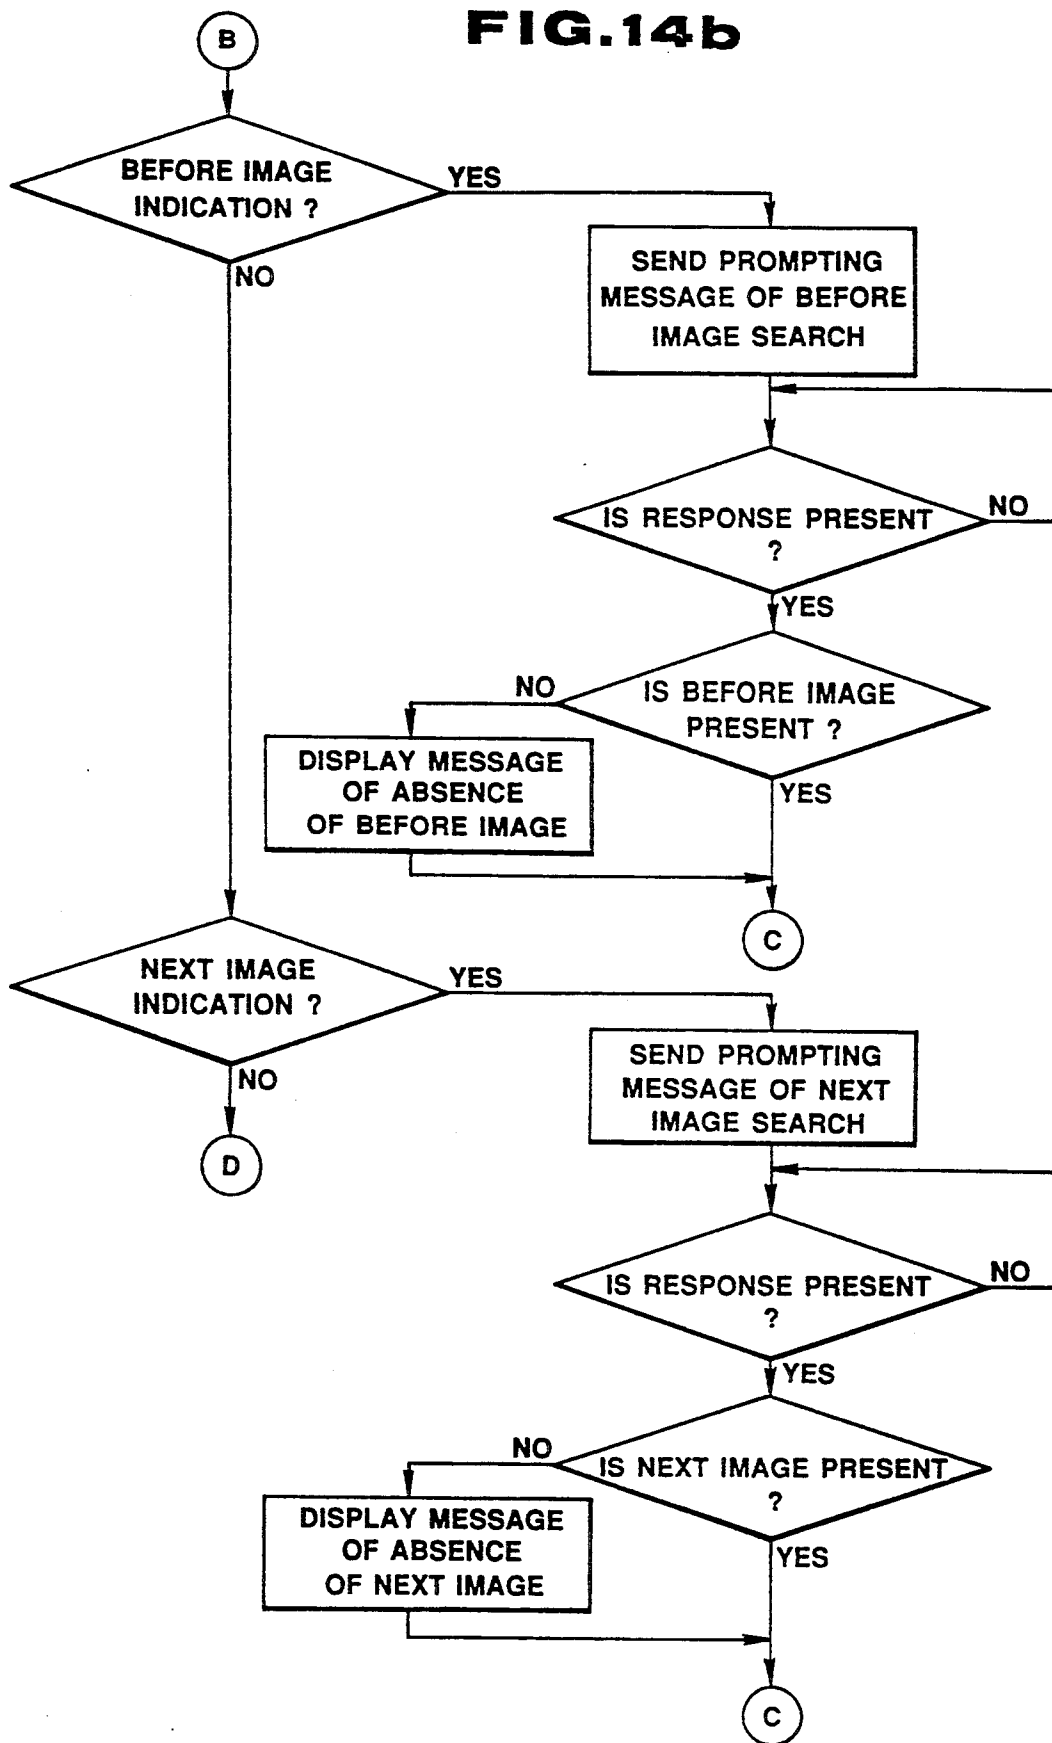 FIG.14b
B
BEFORE IMAGE
INDICATION ?
YES
NO
SEND PROMPTING
MESSAGE OF BEFORE
IMAGE SEARCH
IS RESPONSE PRESENT
?
NO
YES
IS BEFORE IMAGE
PRESENT ?
NO
YES
DISPLAY MESSAGE
OF ABSENCE
OF BEFORE IMAGE
C
NEXT IMAGE
INDICATION ?
YES
NO
D
SEND PROMPTING
MESSAGE OF NEXT
IMAGE SEARCH
IS RESPONSE PRESENT
?
NO
YES
IS NEXT IMAGE PRESENT
?
NO
YES
DISPLAY MESSAGE
OF ABSENCE
OF NEXT IMAGE
C